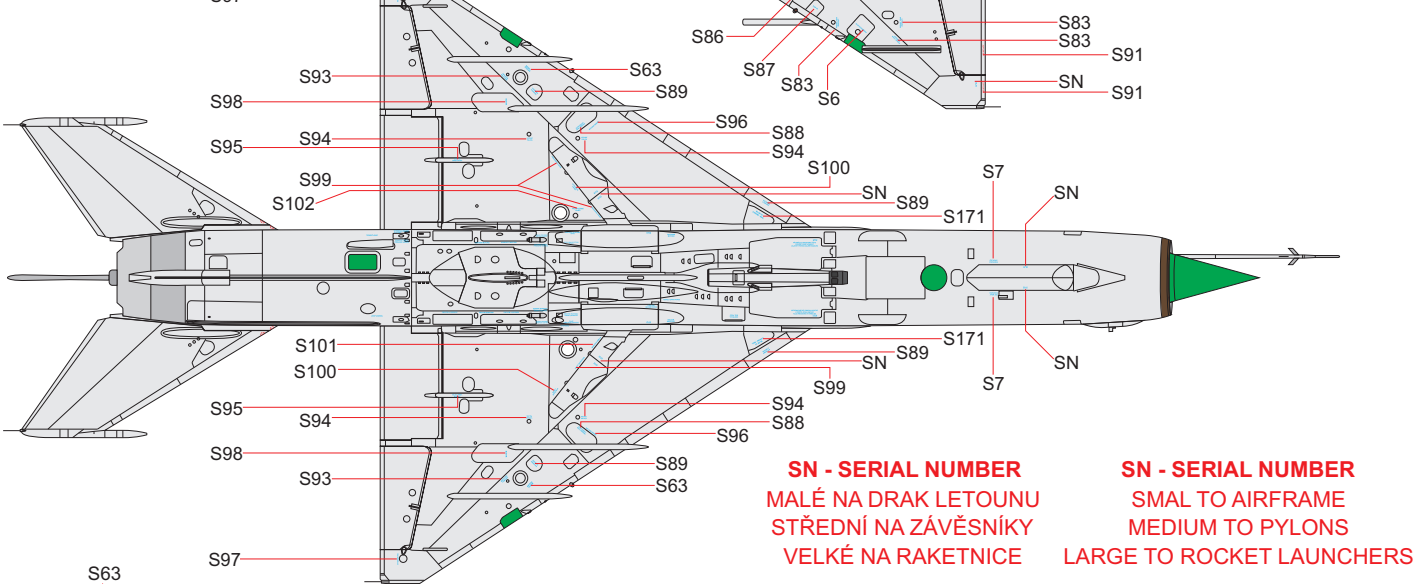 S86
S87
S83
S6
S83
S83
S91
SN
S91
S93
S98
S63
S89
S95
S94
S96
S88
S94
S99
S102
S100
SN
S89
S171
S7
SN
S101
S100
S171
S89
SN
S99
S7
SN
S95
S94
S94
S88
S96
S98
S93
S89
S63
S97
S63
SN - SERIAL NUMBER
MALÉ NA DRAK LETOUNU
STŘEDNÍ NA ZÁVĚSNÍKY
VELKÉ NA RAKETNICE
SN - SERIAL NUMBER
SMAL TO AIRFRAME
MEDIUM TO PYLONS
LARGE TO ROCKET LAUNCHERS